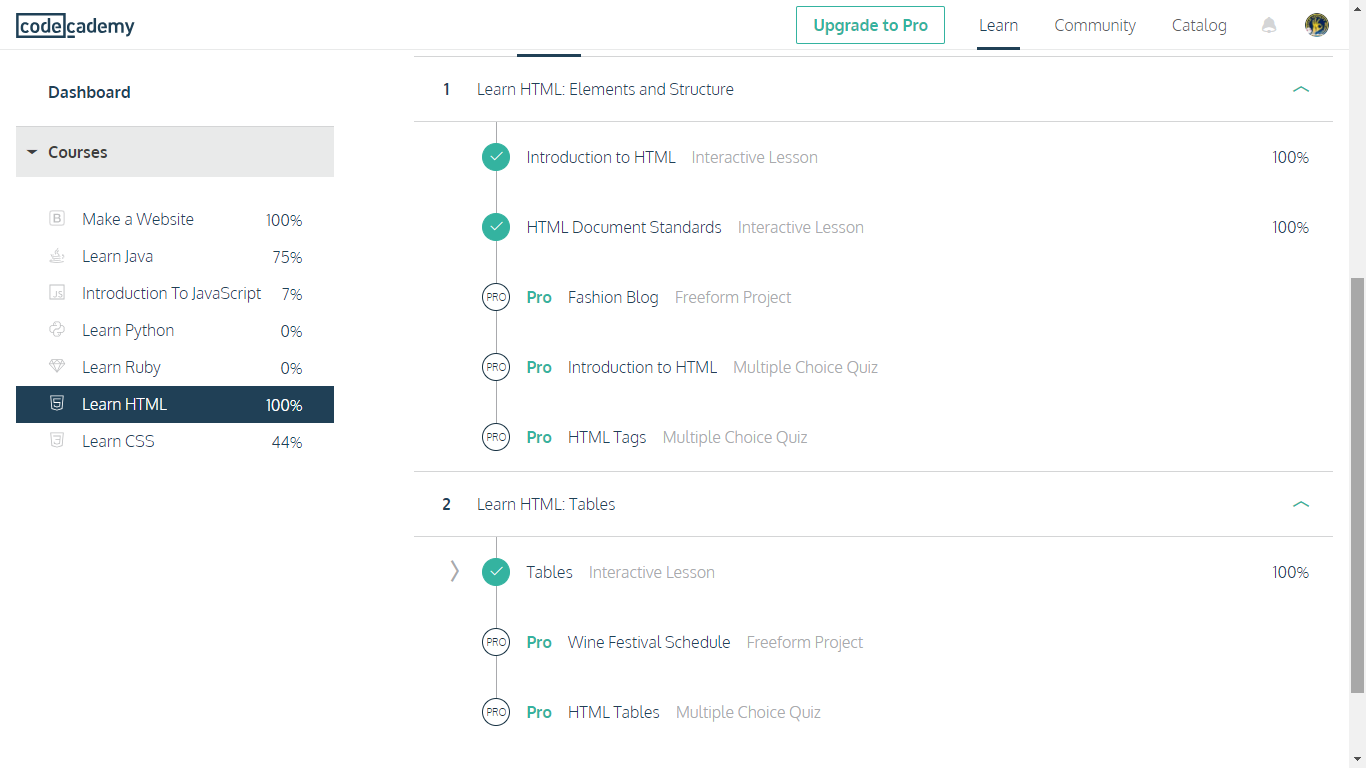 codecademy
Upgrade to Pro
Learn
Community
Catalog
Dashboard
Courses
Make a Website 100%
Learn Java 75%
Introduction To JavaScript 7%
Learn Python 0%
Learn Ruby 0%
Learn HTML 100%
Learn CSS 44%
1 Learn HTML: Elements and Structure
Introduction to HTML Interactive Lesson 100%
HTML Document Standards Interactive Lesson 100%
PRO Pro Fashion Blog Freeform Project
PRO Pro Introduction to HTML Multiple Choice Quiz
PRO Pro HTML Tags Multiple Choice Quiz
2 Learn HTML: Tables
Tables Interactive Lesson 100%
PRO Pro Wine Festival Schedule Freeform Project
PRO Pro HTML Tables Multiple Choice Quiz